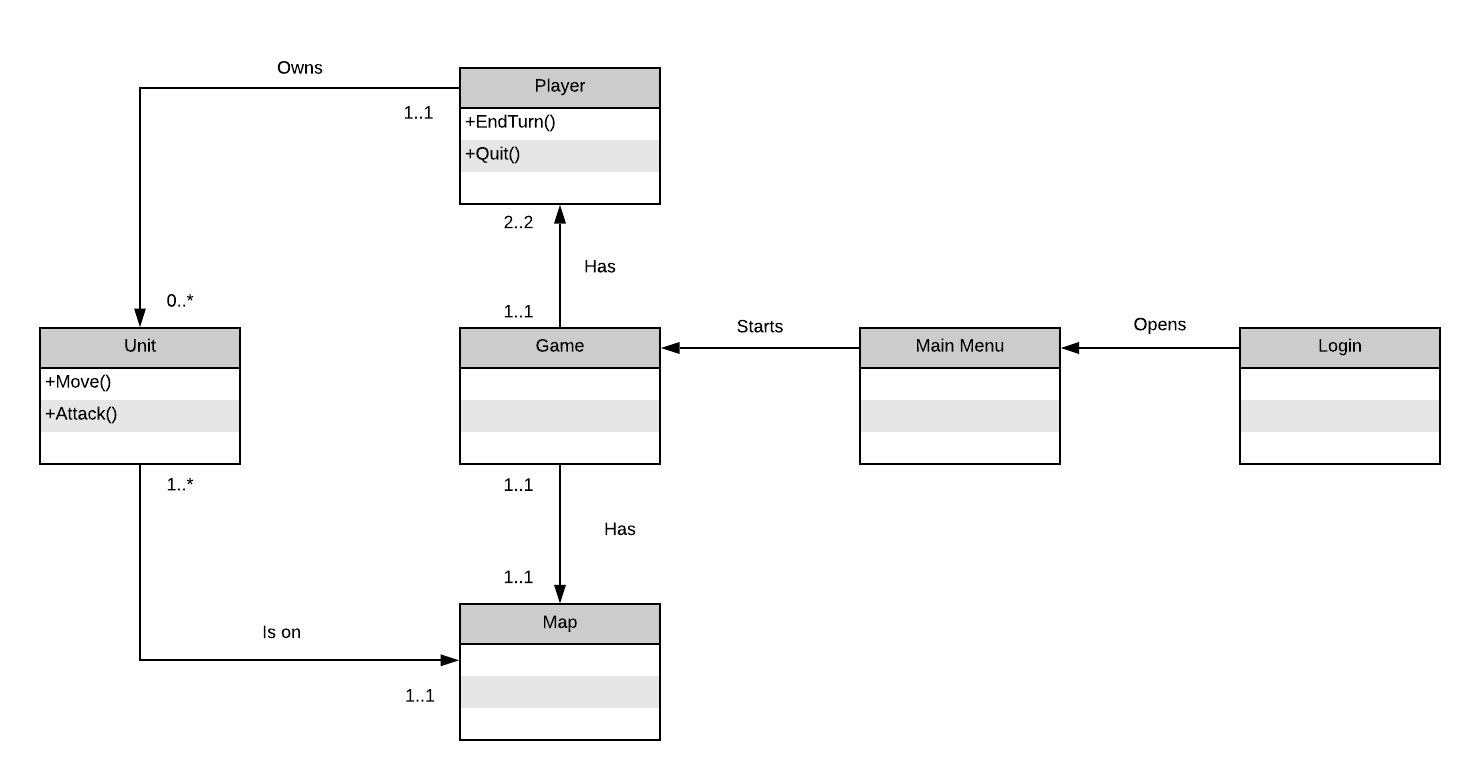 Owns
Player
1..1
+EndTurn()
+Quit()
2..2
Has
0..*
1..1
Unit
Game
Starts
Main Menu
Opens
Login
+Move()
+Attack()
1..*
1..1
Has
1..1
Map
Is on
1..1